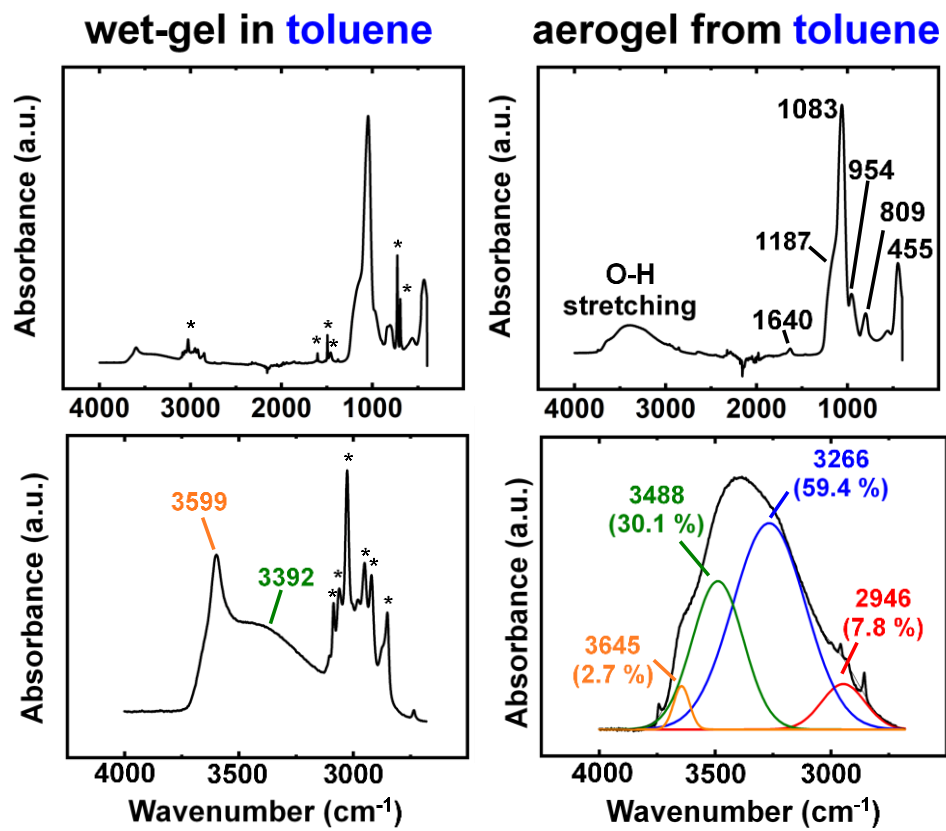 wet-gel in toluene
Absorbance (a.u.)
*
*
*
*
*
*
4000 3000 2000 1000
aerogel from toluene
Absorbance (a.u.)
1083
954
809
1187
455
O-H
stretching
1640
4000 3000 2000 1000
Absorbance (a.u.)
*
3599
3392
*
*
*
*
*
4000 3500 3000
Wavenumber (cm-1)
Absorbance (a.u.)
3266
(59.4 %)
3488
(30.1 %)
2946
(7.8 %)
3645
(2.7 %)
4000 3500 3000
Wavenumber (cm-1)